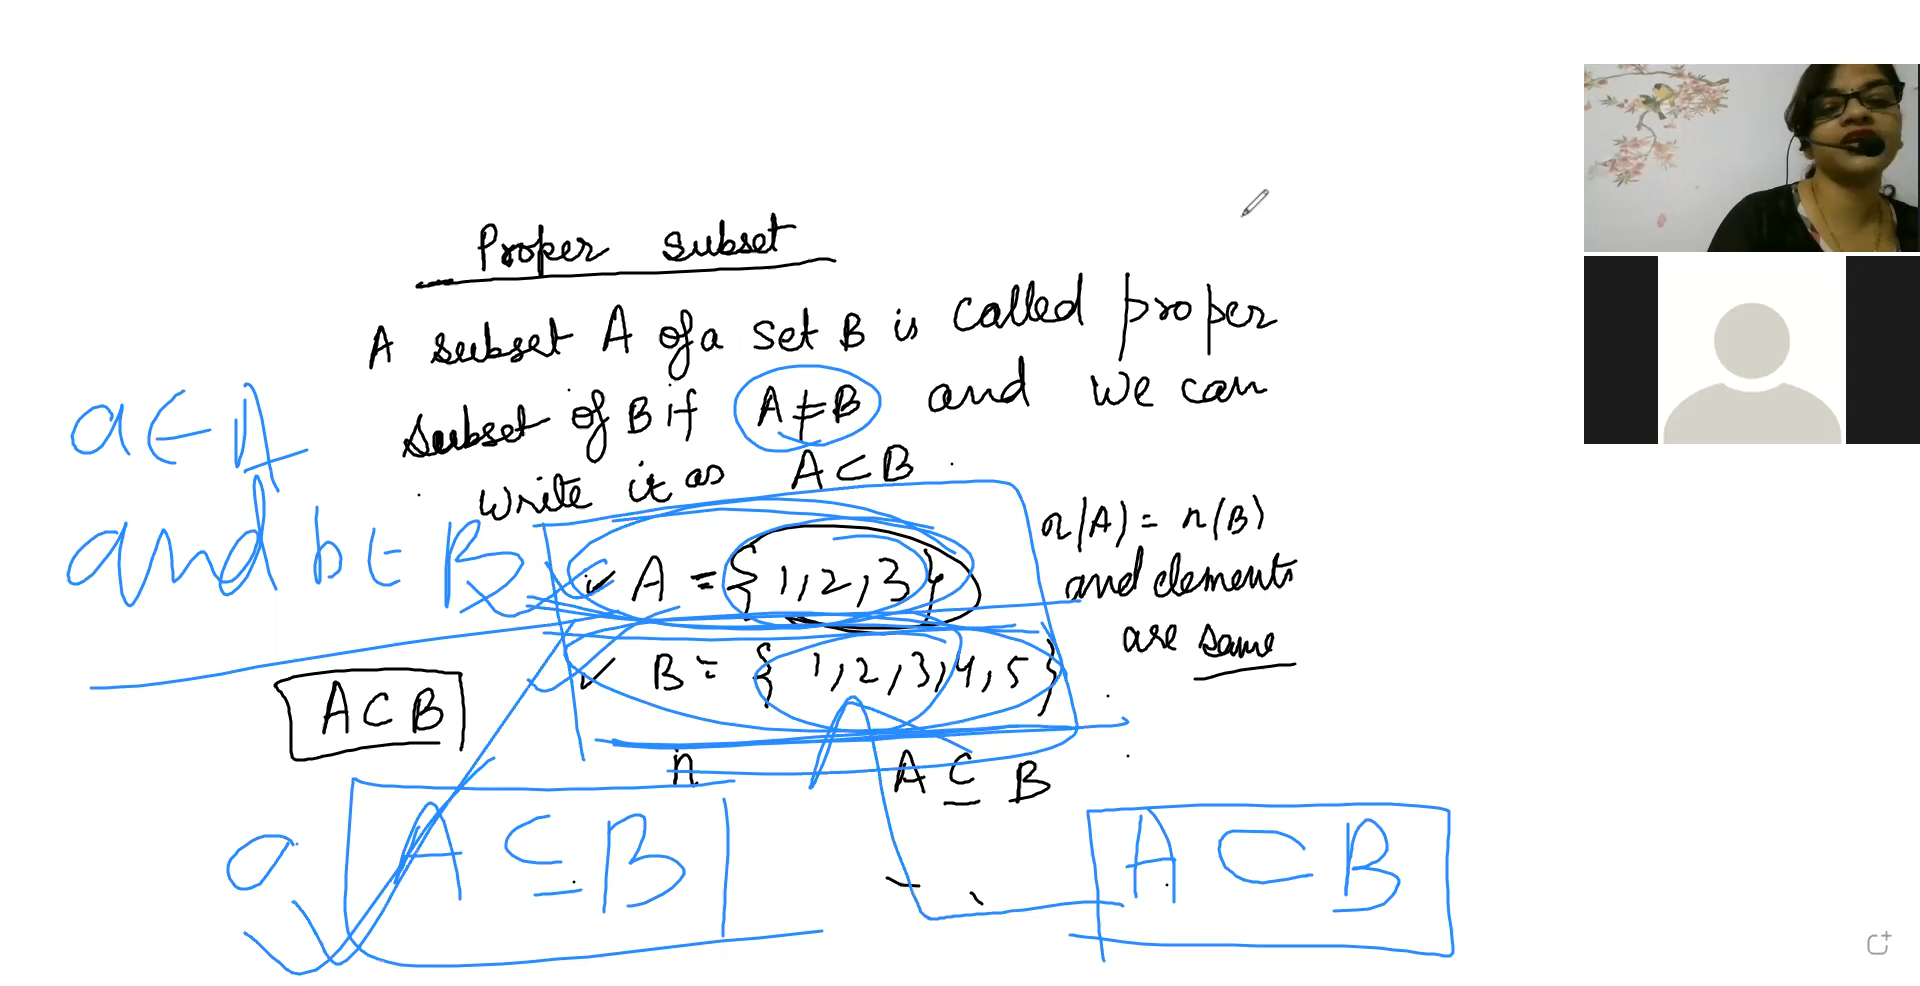 Proper subset
A subset A of a set B is called proper
subset of B if A ≠ B and we can
write it as A ⊂ B
a ∈ A
and b ∈ B
n(A) = n(B)
and elements
are same
✓ A = {1, 2, 3}
✓ B = {1, 2, 3, 4, 5}
A ⊂ B
n
A ⊆ B
a
A ⊆ B
A ⊂ B